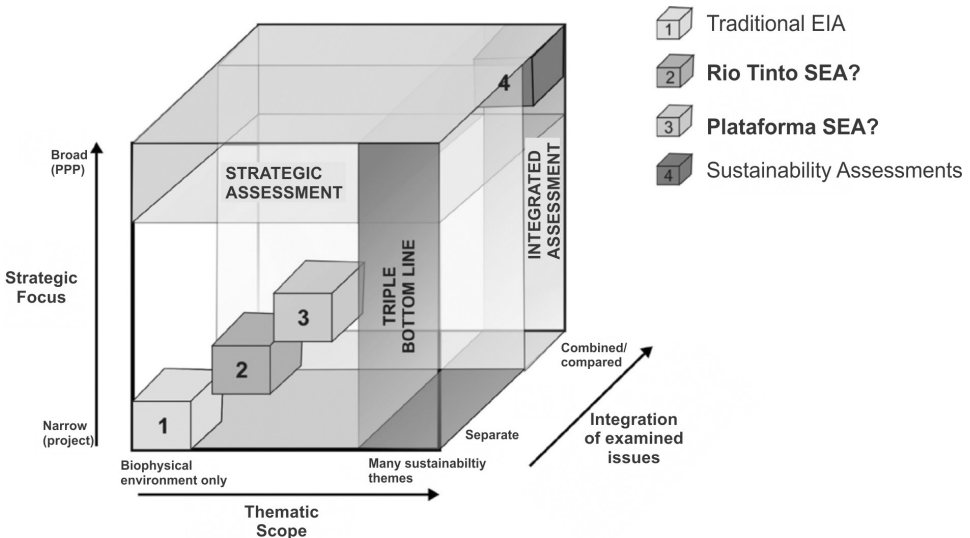 1 Traditional EIA
2 Rio Tinto SEA?
3 Plataforma SEA?
4 Sustainability Assessments
4
Broad
(PPP)
STRATEGIC
ASSESSMENT
INTEGRATED
ASSESSMENT
Strategic
Focus
TRIPLE
BOTTOM LINE
3
2
1
Narrow
(project)
Combined/
compared
Separate
Integration
of examined
issues
Biophysical
environment only
Many sustainabiltiy
themes
Thematic
Scope